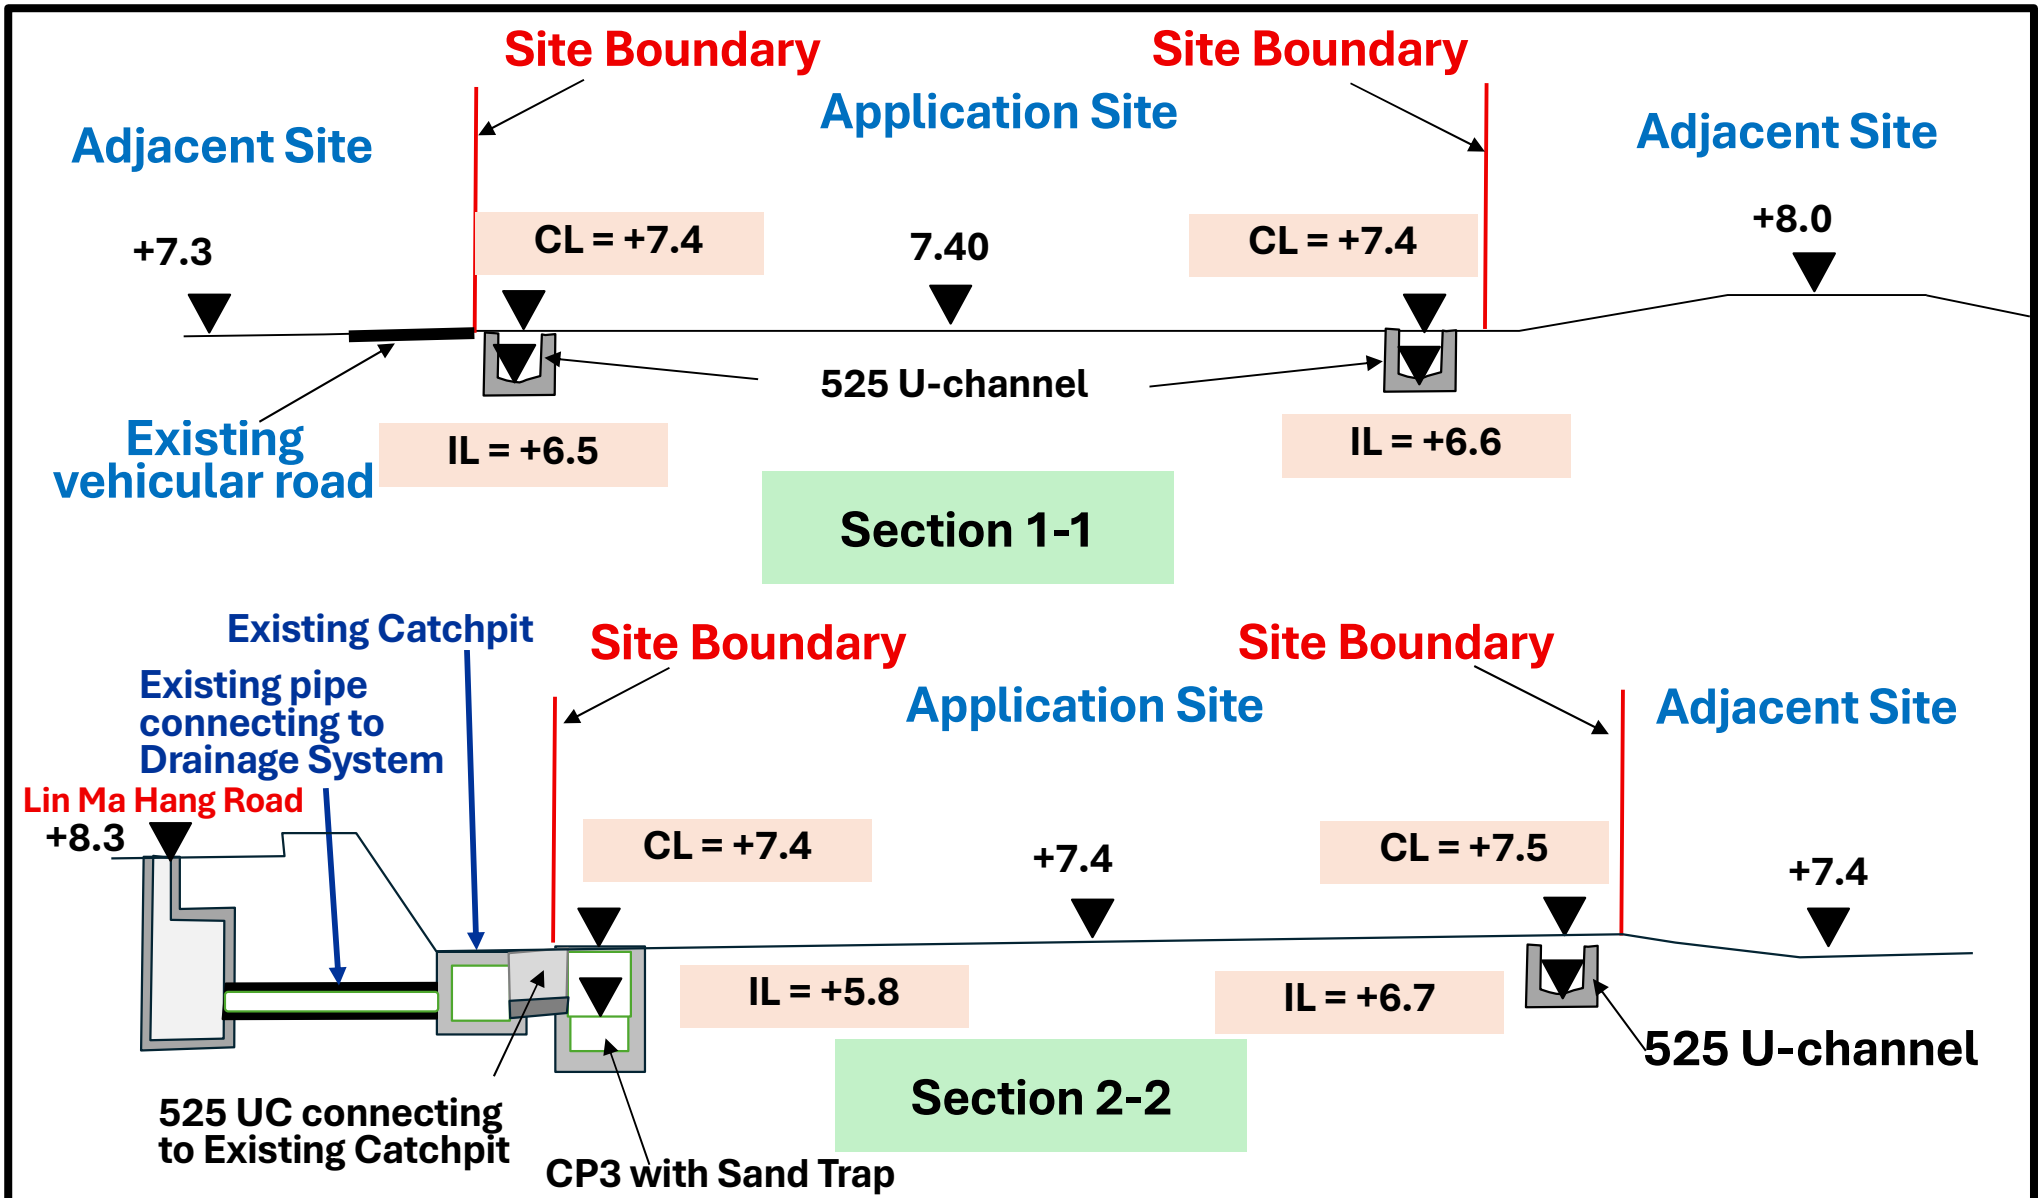 Site Boundary
Site Boundary
Application Site
Adjacent Site
Adjacent Site
+7.3
CL = +7.4
7.40
CL = +7.4
+8.0
525 U-channel
Existing
vehicular road
IL = +6.5
IL = +6.6
Section 1-1
Existing Catchpit
Site Boundary
Site Boundary
Existing pipe
connecting to
Drainage System
Application Site
Adjacent Site
Lin Ma Hang Road
+8.3
CL = +7.4
+7.4
CL = +7.5
+7.4
IL = +5.8
IL = +6.7
525 U-channel
Section 2-2
525 UC connecting
to Existing Catchpit
CP3 with Sand Trap